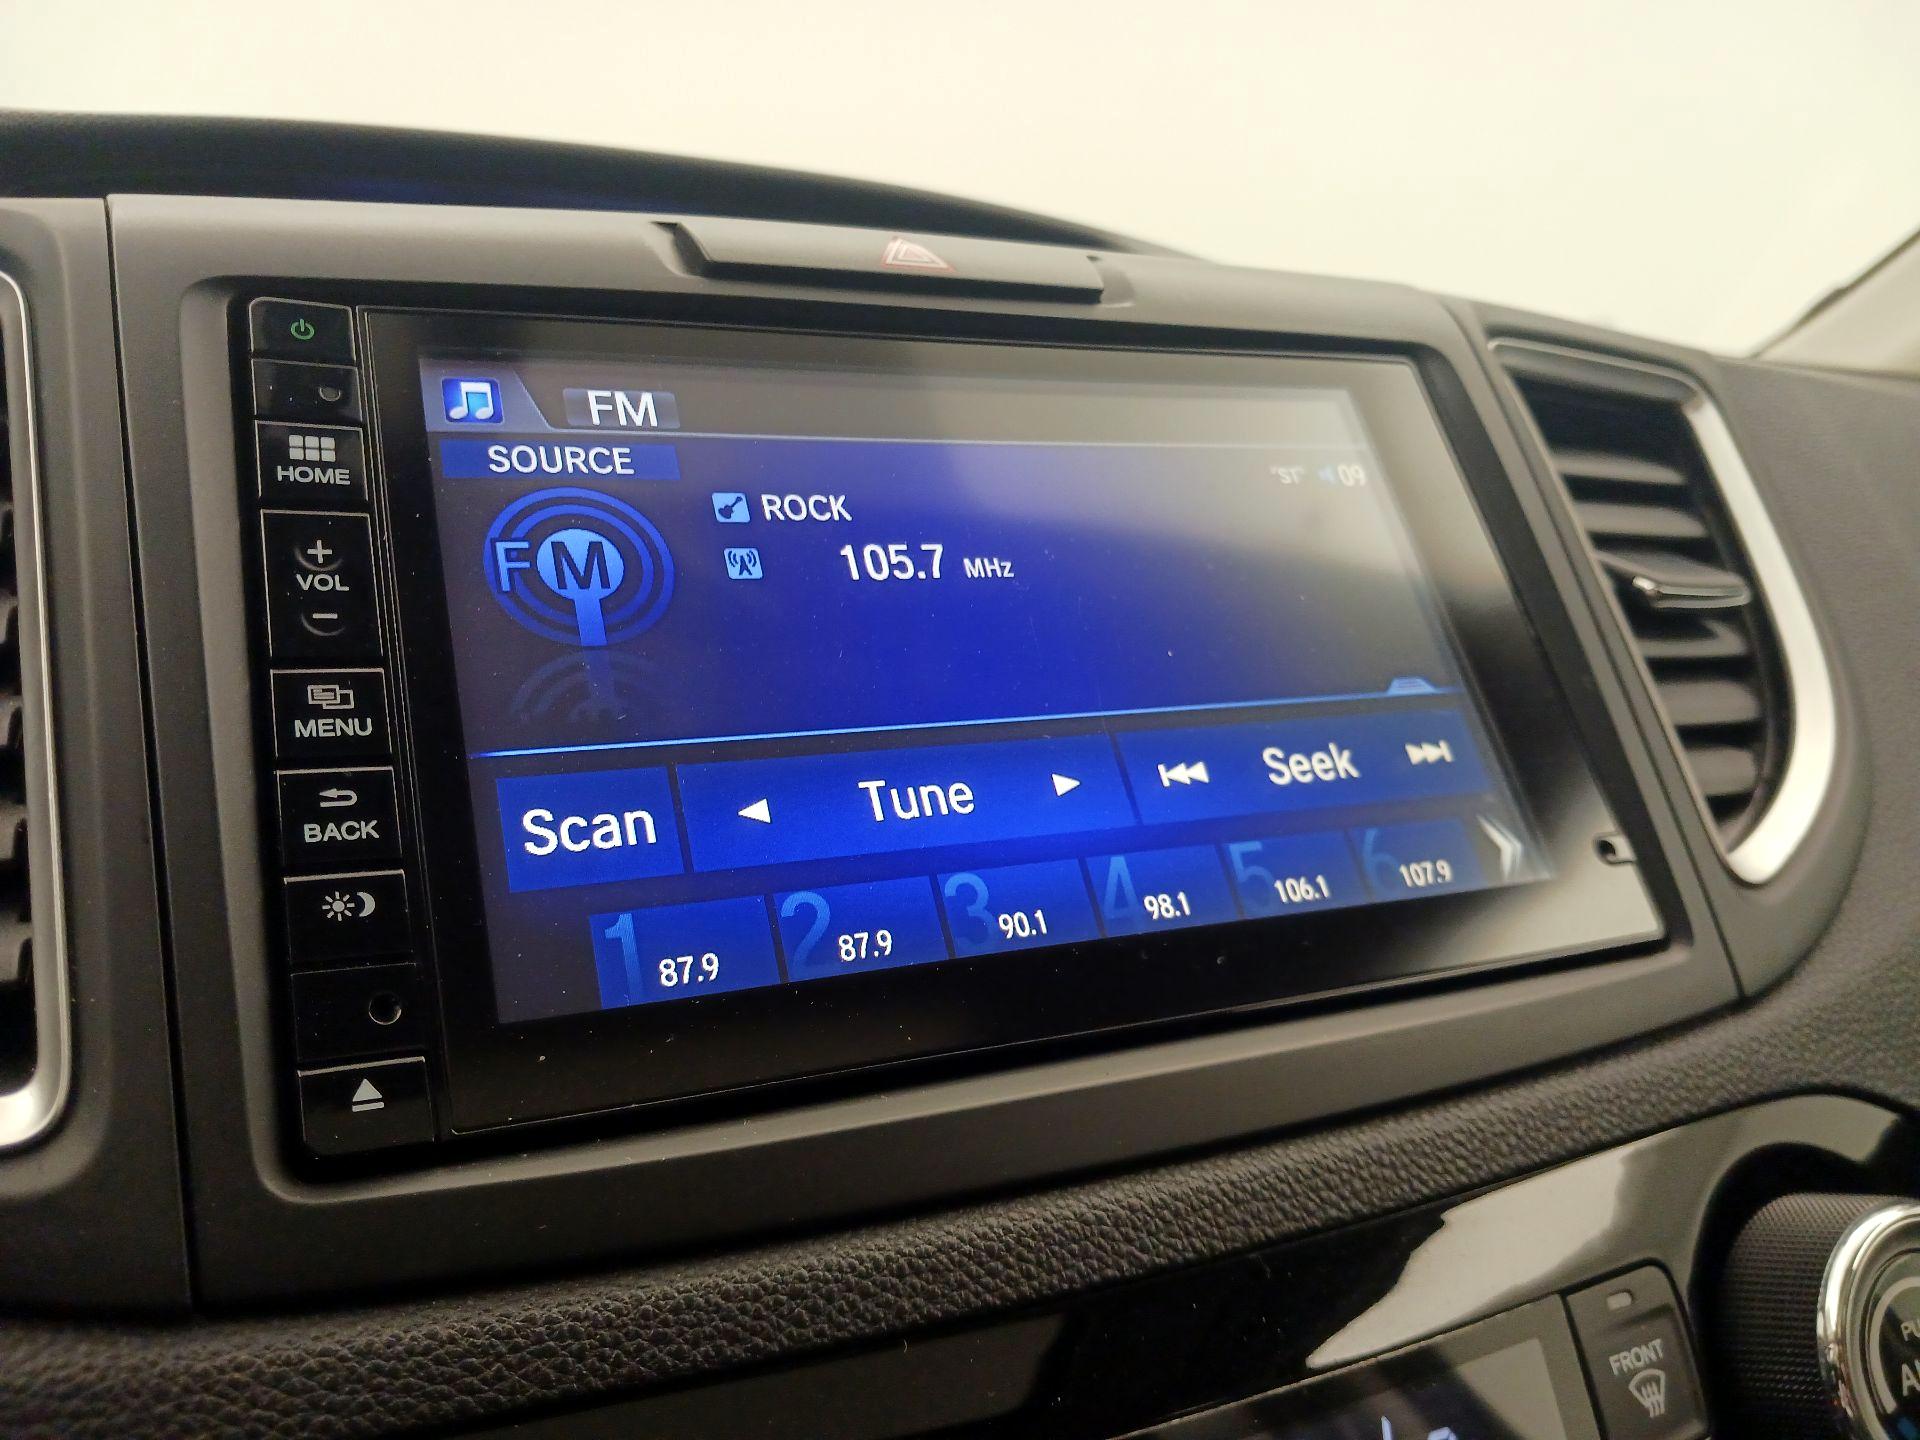 FM
SOURCE
HOME
"ST" 09
ROCK
FM
105.7 MHz
+
VOL
−
MENU
Scan
Tune
Seek
BACK
1 87.9
2 87.9
3 90.1
4 98.1
5 106.1
6 107.9
FRONT